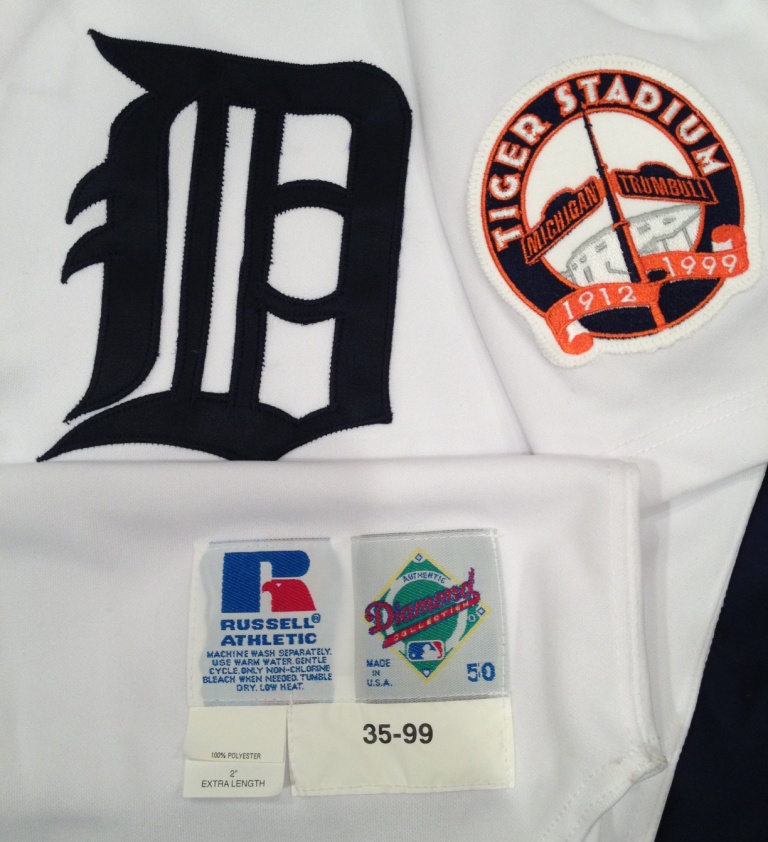 D
TIGER STADIUM
MICHIGAN
TRUMBULL
1912 1999
R
RUSSELL®
ATHLETIC
MACHINE WASH SEPARATELY.
USE WARM WATER. GENTLE
CYCLE. ONLY NON-CHLORINE
BLEACH WHEN NEEDED. TUMBLE
DRY. LOW HEAT.
AUTHENTIC
Diamond
COLLECTION
MADE
IN
U.S.A.
50
100% POLYESTER
2"
EXTRA LENGTH
35-99